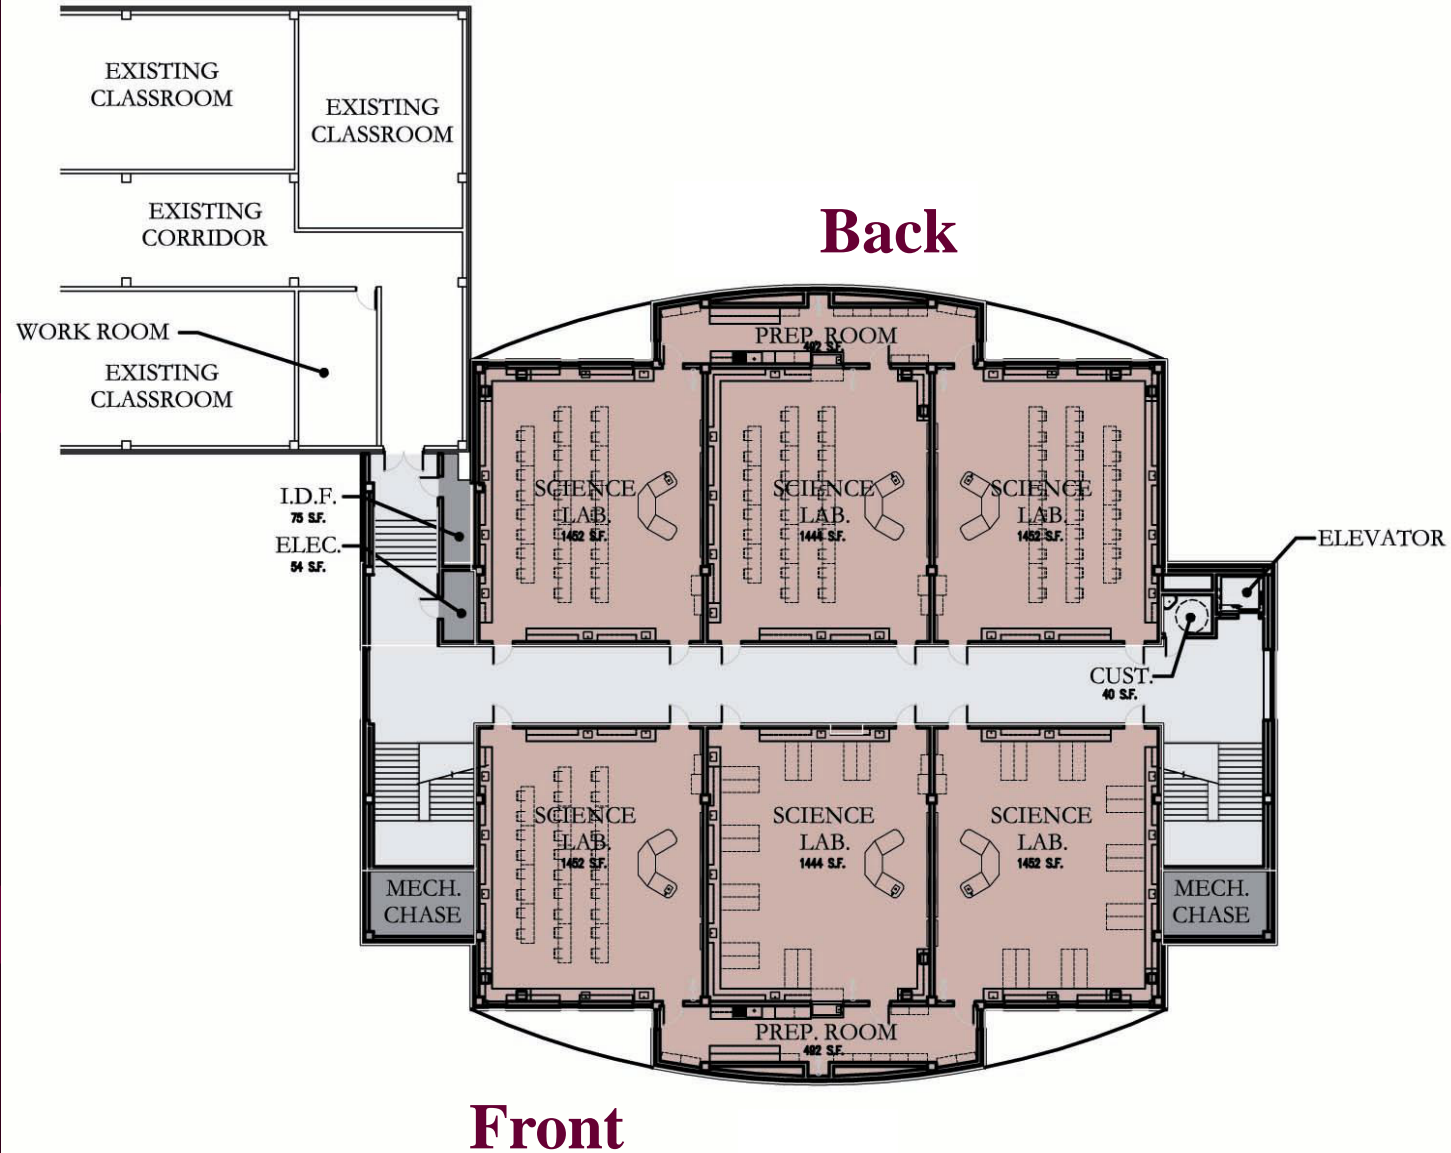 EXISTING
CLASSROOM
EXISTING
CLASSROOM
EXISTING
CORRIDOR
Back
WORK ROOM
EXISTING
CLASSROOM
PREP. ROOM
492 S.F.
I.D.F.
75 S.F.
ELEC.
54 S.F.
SCIENCE
LAB.
1452 S.F.
SCIENCE
LAB.
1444 S.F.
SCIENCE
LAB.
1452 S.F.
ELEVATOR
CUST.
40 S.F.
SCIENCE
LAB.
1452 S.F.
SCIENCE
LAB.
1444 S.F.
SCIENCE
LAB.
1452 S.F.
MECH.
CHASE
MECH.
CHASE
PREP. ROOM
492 S.F.
Front